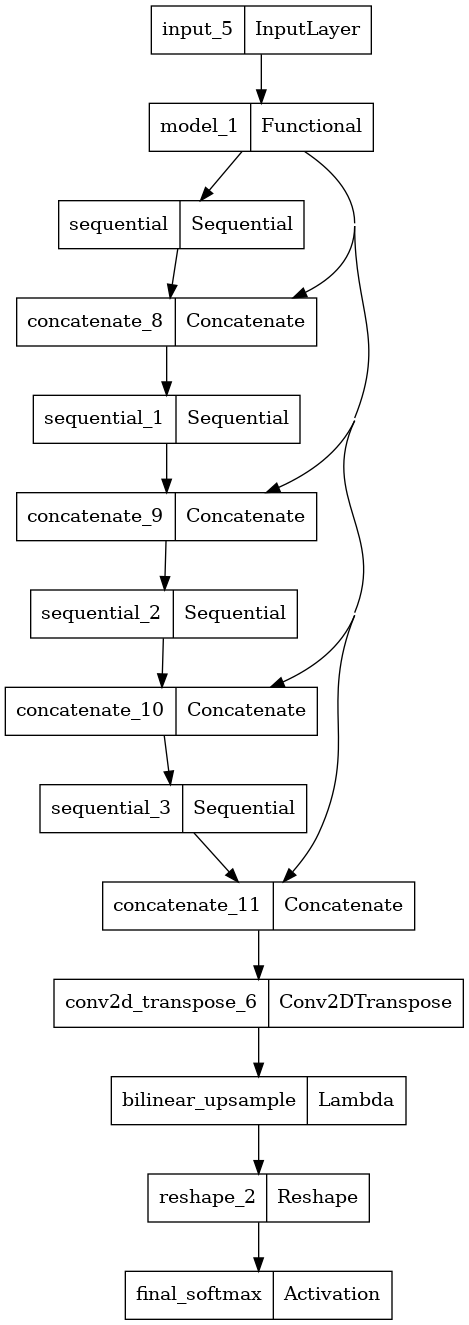 input_5 InputLayer
model_1 Functional
sequential Sequential
concatenate_8 Concatenate
sequential_1 Sequential
concatenate_9 Concatenate
sequential_2 Sequential
concatenate_10 Concatenate
sequential_3 Sequential
concatenate_11 Concatenate
conv2d_transpose_6 Conv2DTranspose
bilinear_upsample Lambda
reshape_2 Reshape
final_softmax Activation